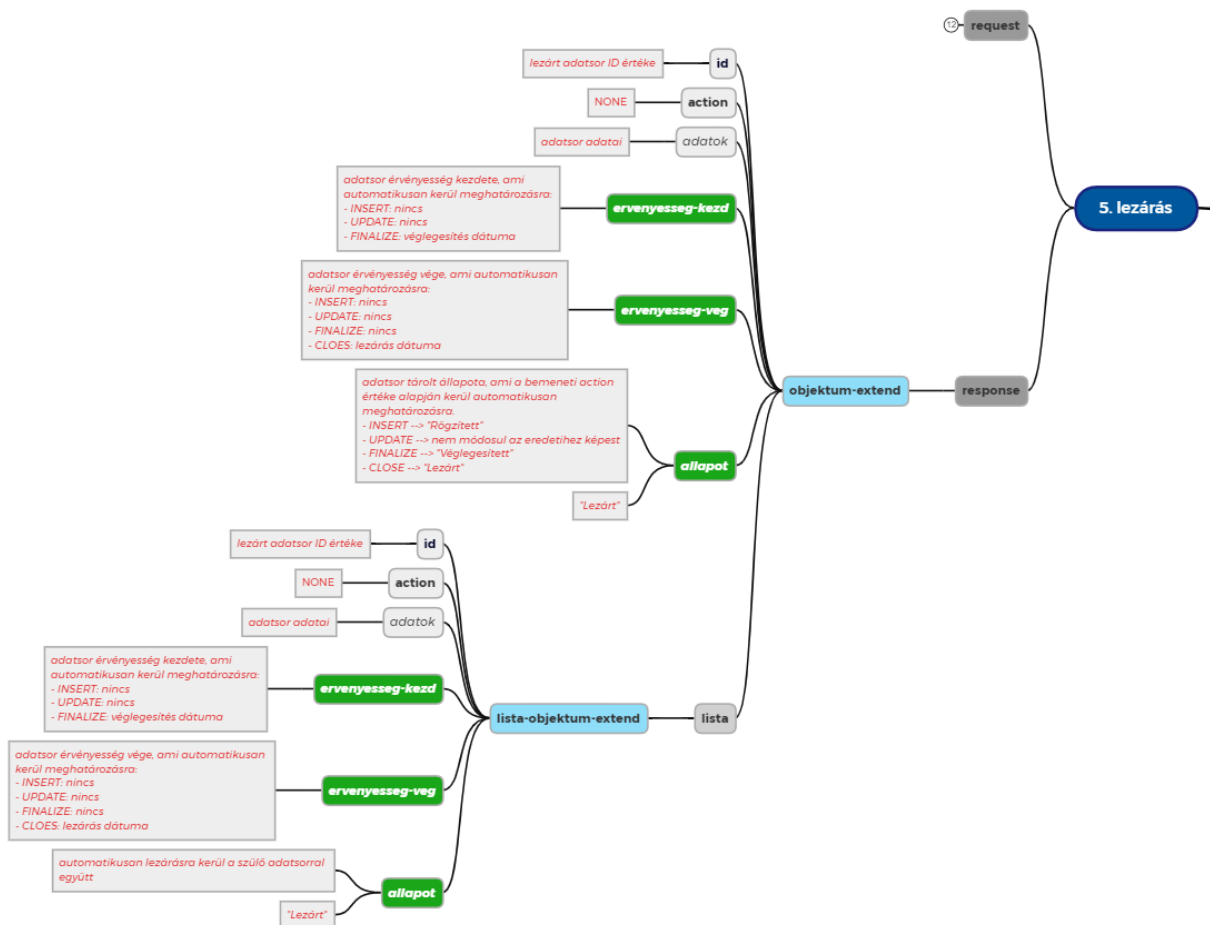 12
request
lezárt adatsor ID értéke
id
NONE
action
adatsor adatai
adatok
adatsor érvényesség kezdete, ami
automatikusan kerül meghatározásra:
- INSERT: nincs
- UPDATE: nincs
- FINALIZE: véglegesítés dátuma
ervenyesseg-kezd
5. lezárás
adatsor érvényesség vége, ami automatikusan
kerül meghatározásra:
- INSERT: nincs
- UPDATE: nincs
- FINALIZE: nincs
- CLOES: lezárás dátuma
ervenyesseg-veg
objektum-extend
response
adatsor tárolt állapota, ami a bemeneti action
értéke alapján kerül automatikusan
meghatározásra.
- INSERT --> "Rögzített"
- UPDATE --> nem módosul az eredetihez képest
- FINALIZE --> "Véglegesített"
- CLOSE --> "Lezárt"
allapot
"Lezárt"
lezárt adatsor ID értéke
id
NONE
action
adatsor adatai
adatok
adatsor érvényesség kezdete, ami
automatikusan kerül meghatározásra:
- INSERT: nincs
- UPDATE: nincs
- FINALIZE: véglegesítés dátuma
ervenyesseg-kezd
lista-objektum-extend
lista
adatsor érvényesség vége, ami automatikusan
kerül meghatározásra:
- INSERT: nincs
- UPDATE: nincs
- FINALIZE: nincs
- CLOES: lezárás dátuma
ervenyesseg-veg
automatikusan lezárásra kerül a szülő adatsorral
együtt
allapot
"Lezárt"